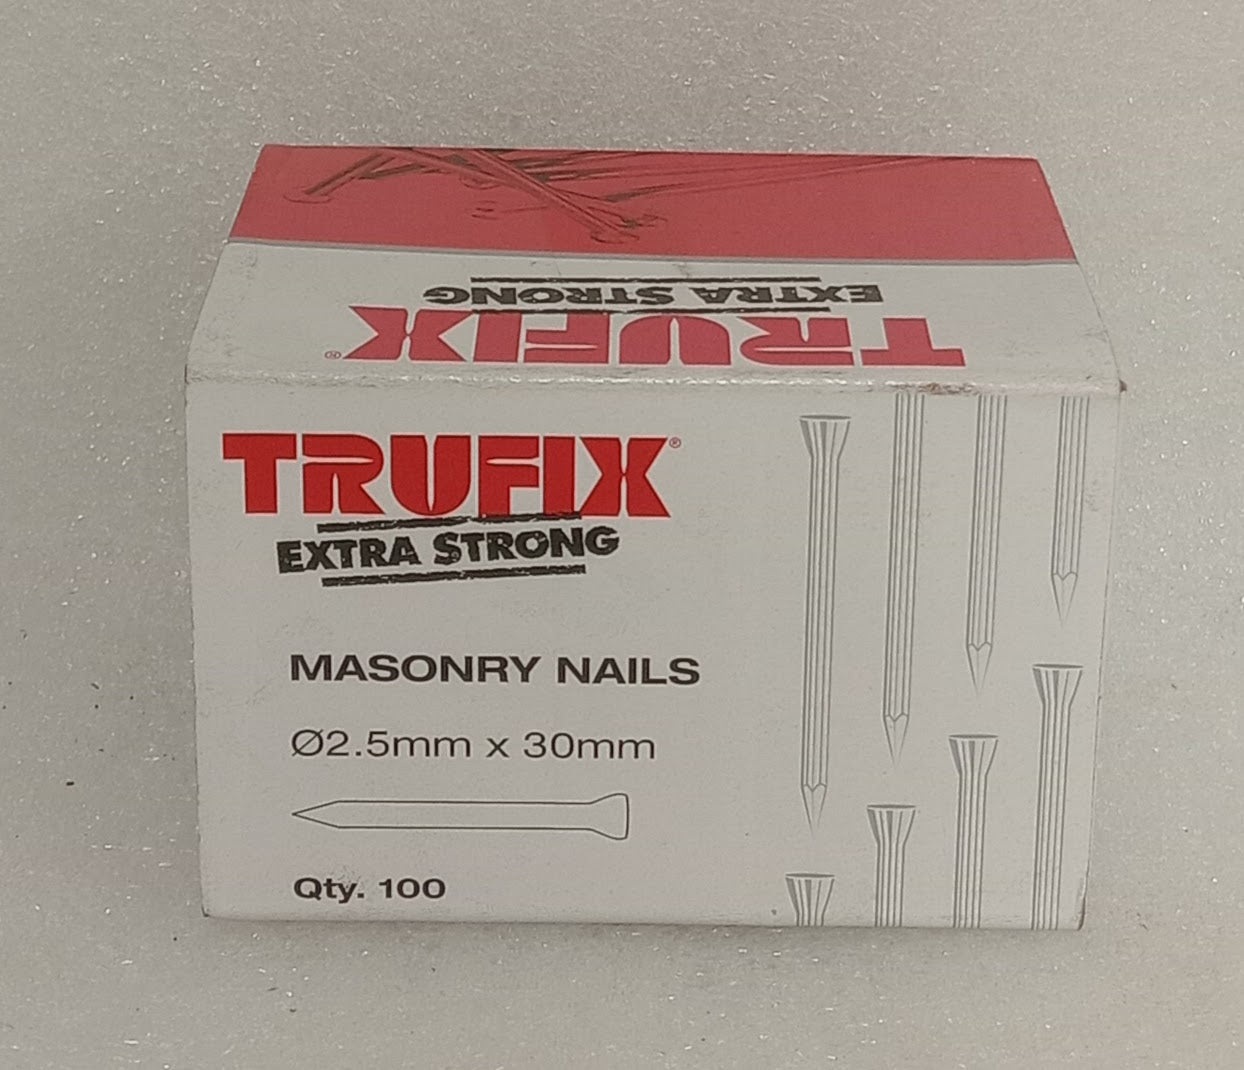 EXTRA STRONG
TRUFIX®
TRUFIX®
EXTRA STRONG
MASONRY NAILS
Ø2.5mm x 30mm
Qty. 100